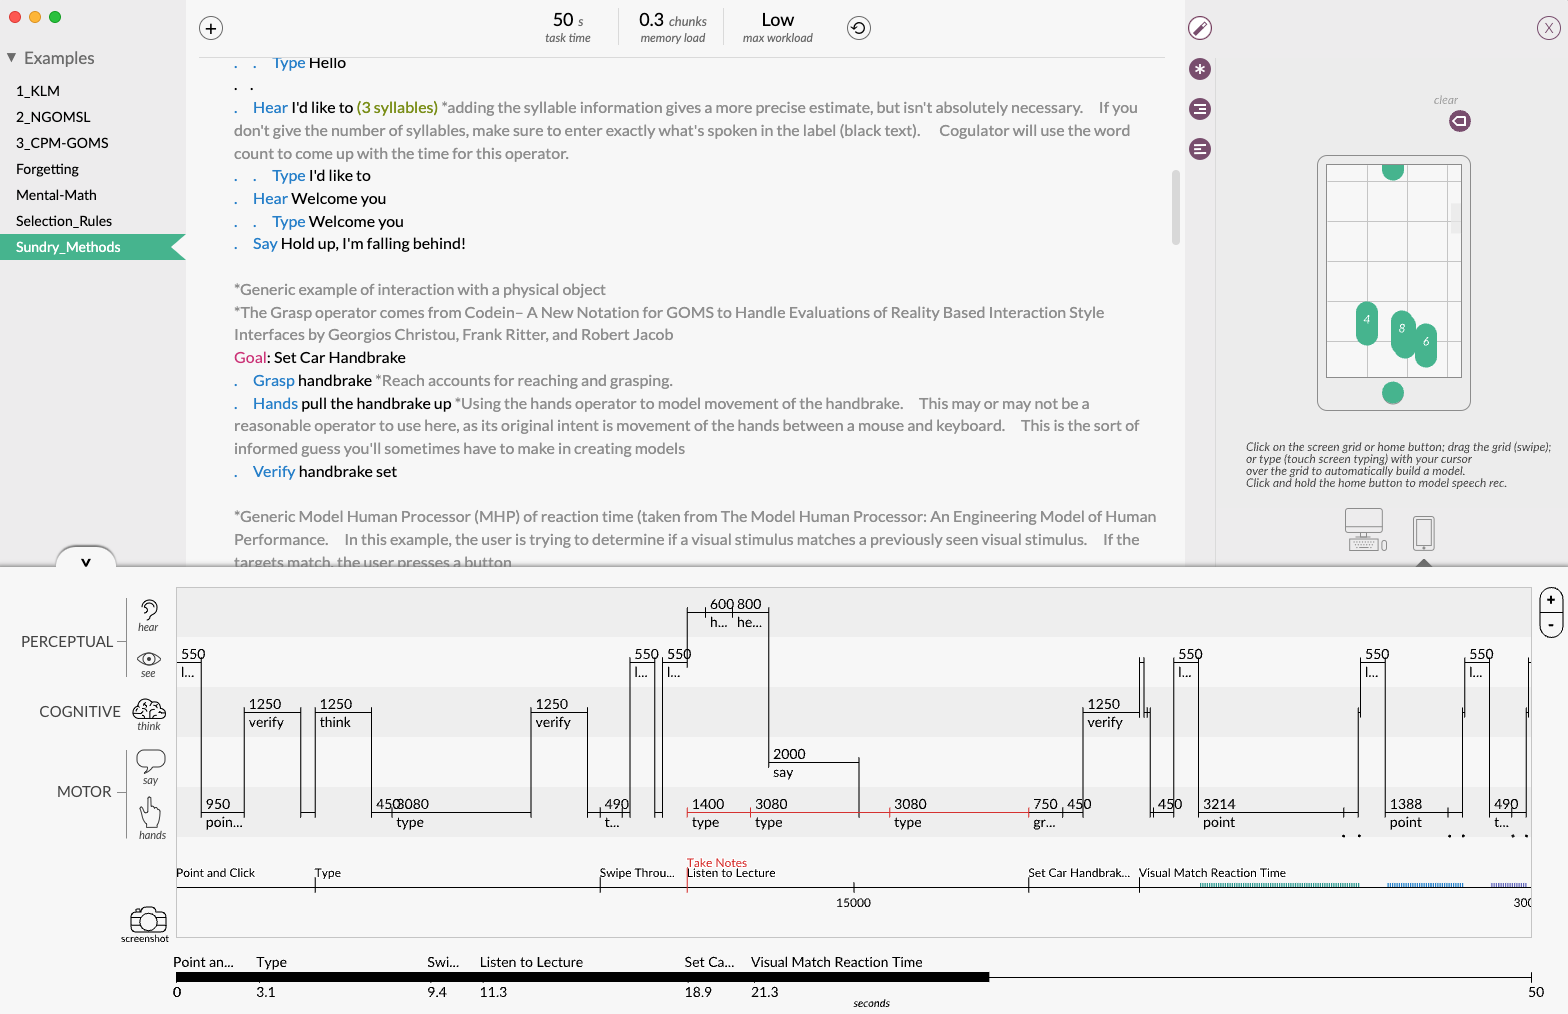 50 s
task time
0.3 chunks
memory load
Low
max workload
X
Examples
1_KLM
2_NGOMSL
3_CPM-GOMS
Forgetting
Mental-Math
Selection_Rules
Sundry_Methods
. . Type Hello
. .
. Hear I'd like to (3 syllables) *adding the syllable information gives a more precise estimate, but isn't absolutely necessary. If you
don't give the number of syllables, make sure to enter exactly what's spoken in the label (black text). Cogulator will use the word
count to come up with the time for this operator.
. . Type I'd like to
. Hear Welcome you
. . Type Welcome you
. Say Hold up, I'm falling behind!
*Generic example of interaction with a physical object
*The Grasp operator comes from Codein– A New Notation for GOMS to Handle Evaluations of Reality Based Interaction Style
Interfaces by Georgios Christou, Frank Ritter, and Robert Jacob
Goal: Set Car Handbrake
. Grasp handbrake *Reach accounts for reaching and grasping.
. Hands pull the handbrake up *Using the hands operator to model movement of the handbrake. This may or may not be a
reasonable operator to use here, as its original intent is movement of the hands between a mouse and keyboard. This is the sort of
informed guess you'll sometimes have to make in creating models
. Verify handbrake set
*Generic Model Human Processor (MHP) of reaction time (taken from The Model Human Processor: An Engineering Model of Human
Performance. In this example, the user is trying to determine if a visual stimulus matches a previously seen visual stimulus. If the
targets match, the user presses a button
clear
4
8
6
Click on the screen grid or home button; drag the grid (swipe);
or type (touch screen typing) with your cursor
over the grid to automatically build a model.
Click and hold the home button to model speech rec.
PERCEPTUAL
hear
see
COGNITIVE
think
MOTOR
say
hands
screenshot
+
-
600 800
h... he...
550 550 550 550 550 550
l... l... l... l... l... l...
1250 1250 1250 1250
verify think verify verify
2000
say
950 450 3080 490 1400 3080 3080 750 450 450 3214 1388 490
poin... type t... type type type gr... point point t...
Take Notes
Point and Click Type Swipe Throu... Listen to Lecture Set Car Handbrak... Visual Match Reaction Time
15000 300
Point an... Type Swi... Listen to Lecture Set Ca... Visual Match Reaction Time
0 3.1 9.4 11.3 18.9 21.3 50
seconds